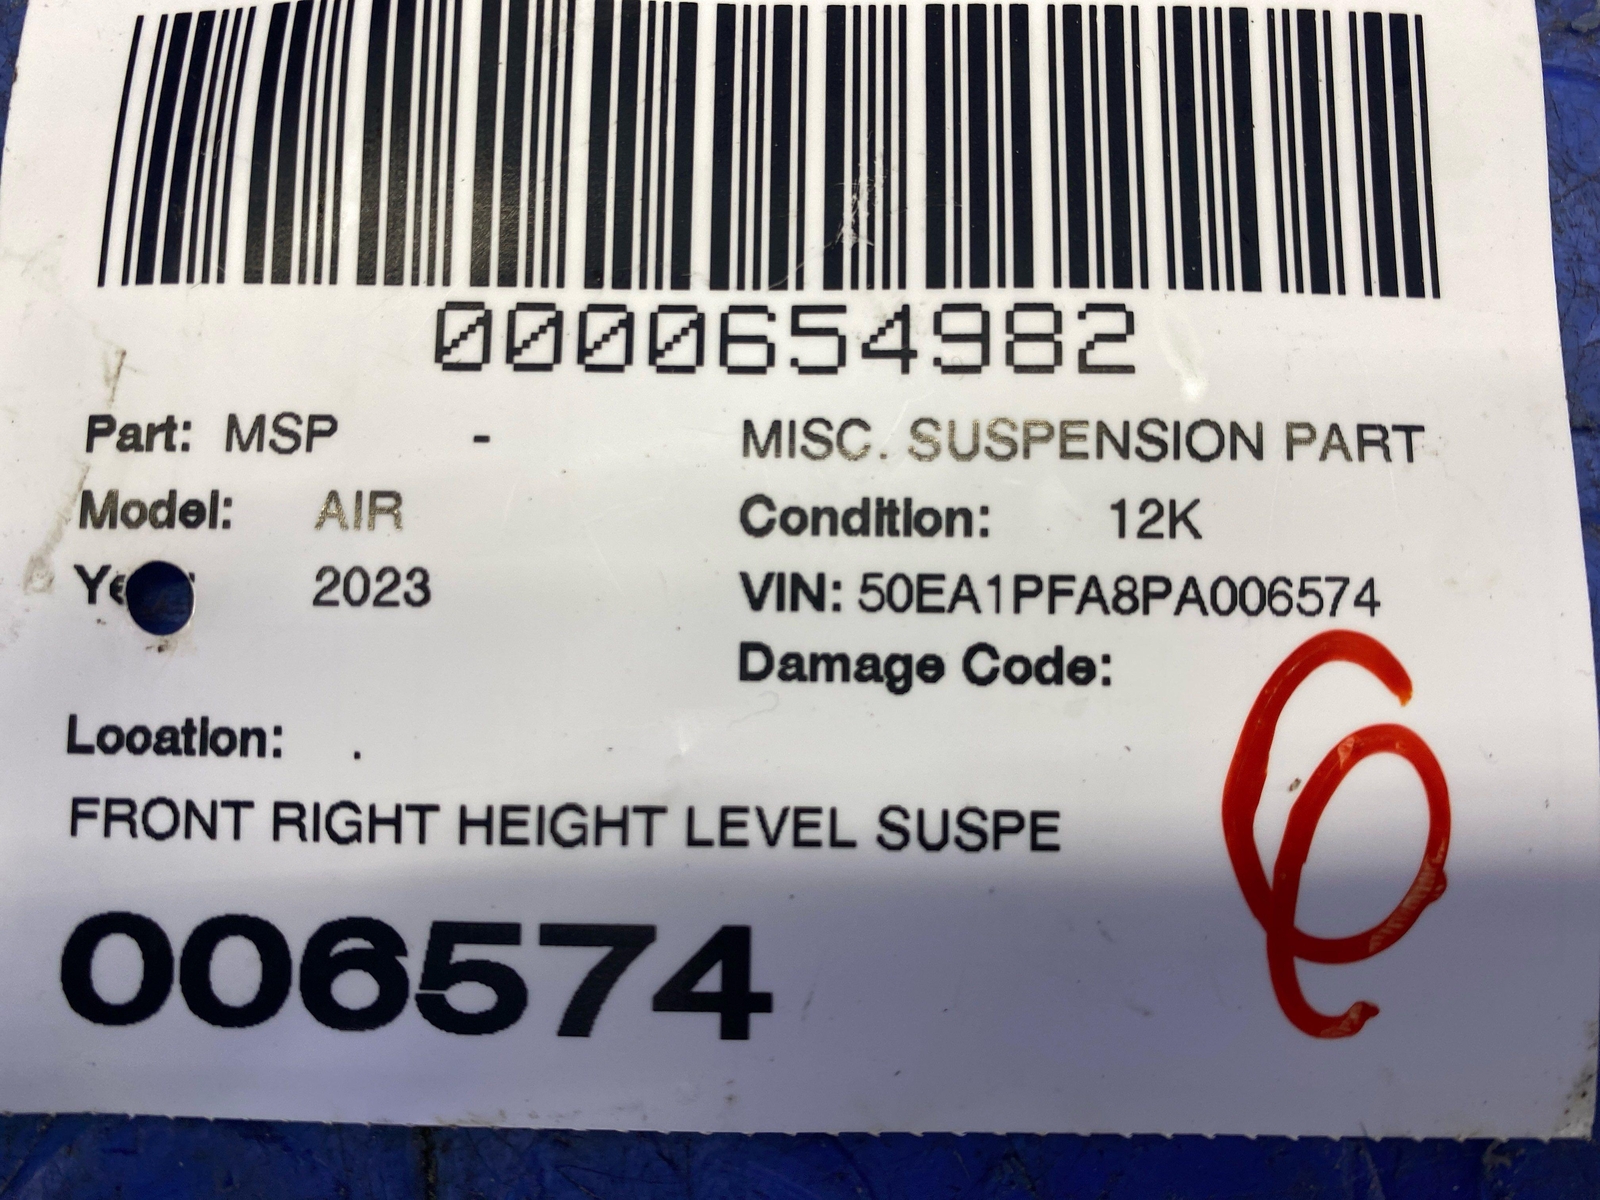 0000654982
Part: MSP - MISC. SUSPENSION PART
Model: AIR Condition: 12K
2023 VIN: 50EA1PFA8PA006574
Damage Code:
Location: .
FRONT RIGHT HEIGHT LEVEL SUSPE
006574